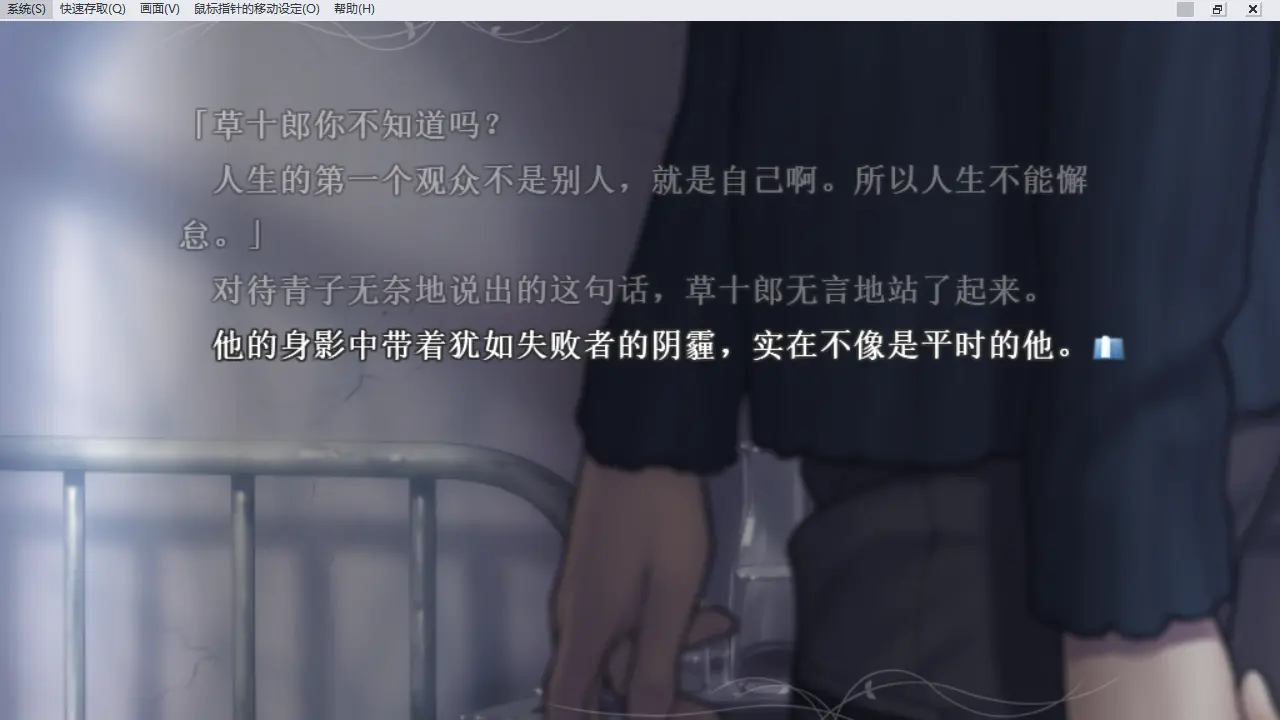 系统(S) 快速存取(Q) 画面(V) 鼠标指针的移动设定(O) 帮助(H)
「草十郎你不知道吗？
人生的第一个观众不是别人，就是自己啊。所以人生不能懈
怠。」
对待青子无奈地说出的这句话，草十郎无言地站了起来。
他的身影中带着犹如失败者的阴霾，实在不像是平时的他。